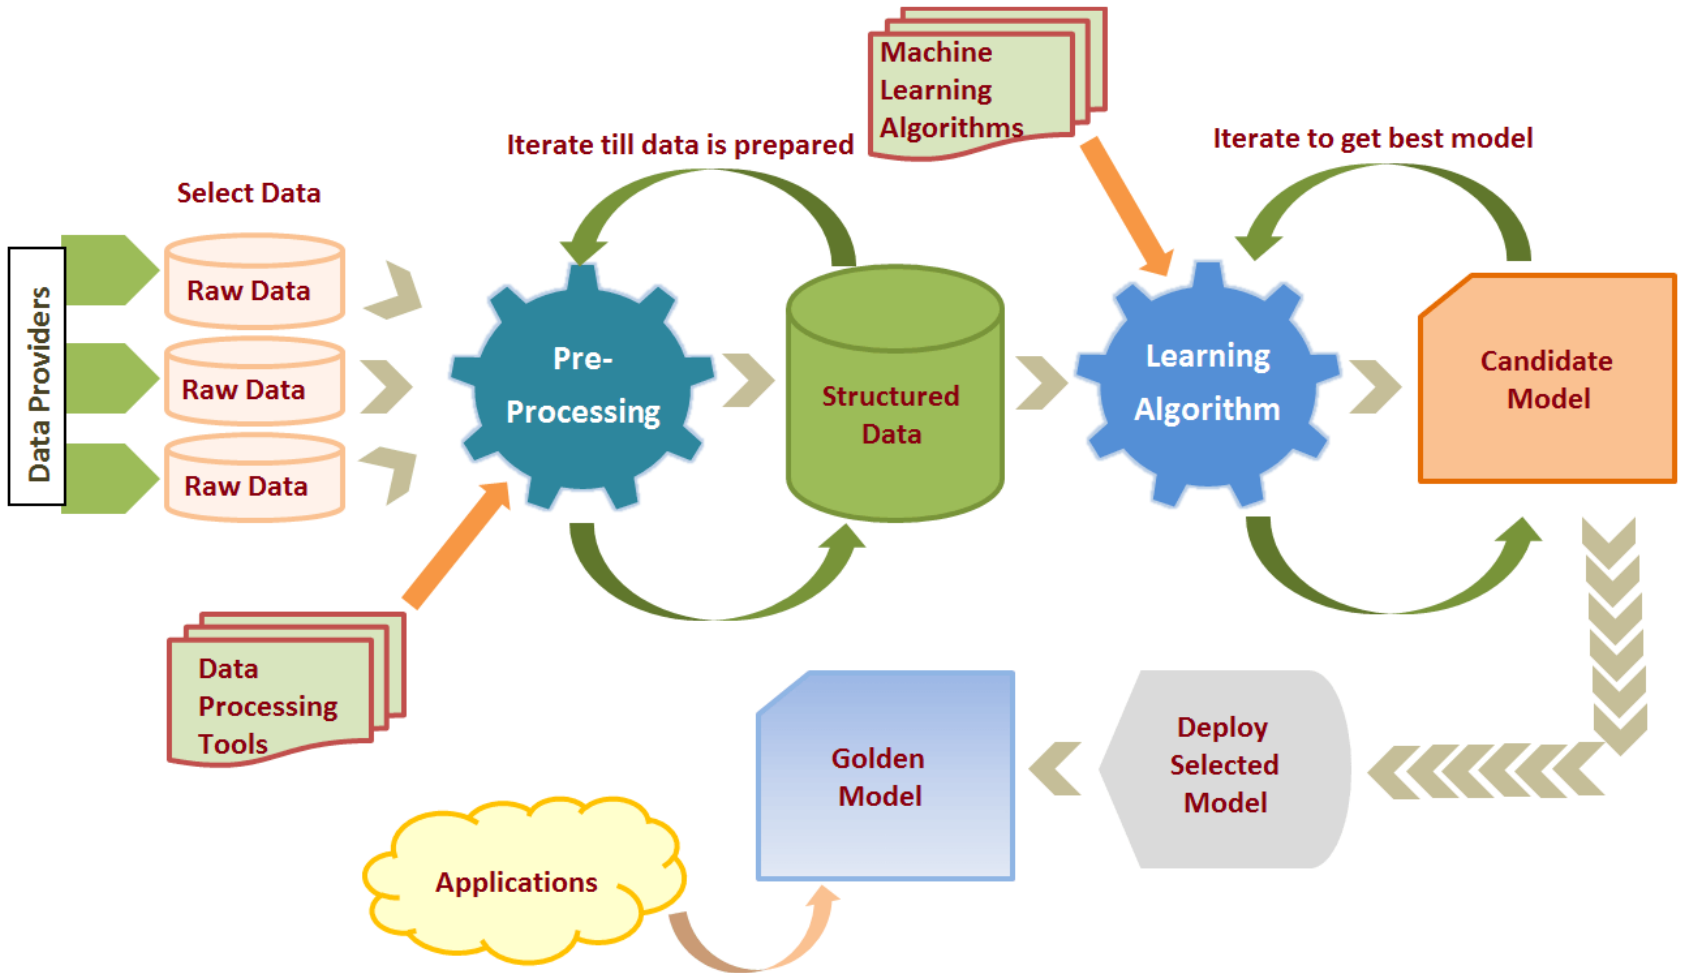 Machine
Learning
Algorithms
Iterate till data is prepared
Iterate to get best model
Select Data
Data Providers
Raw Data
Raw Data
Raw Data
Pre-
Processing
Structured
Data
Learning
Algorithm
Candidate
Model
Data
Processing
Tools
Golden
Model
Deploy
Selected
Model
Applications